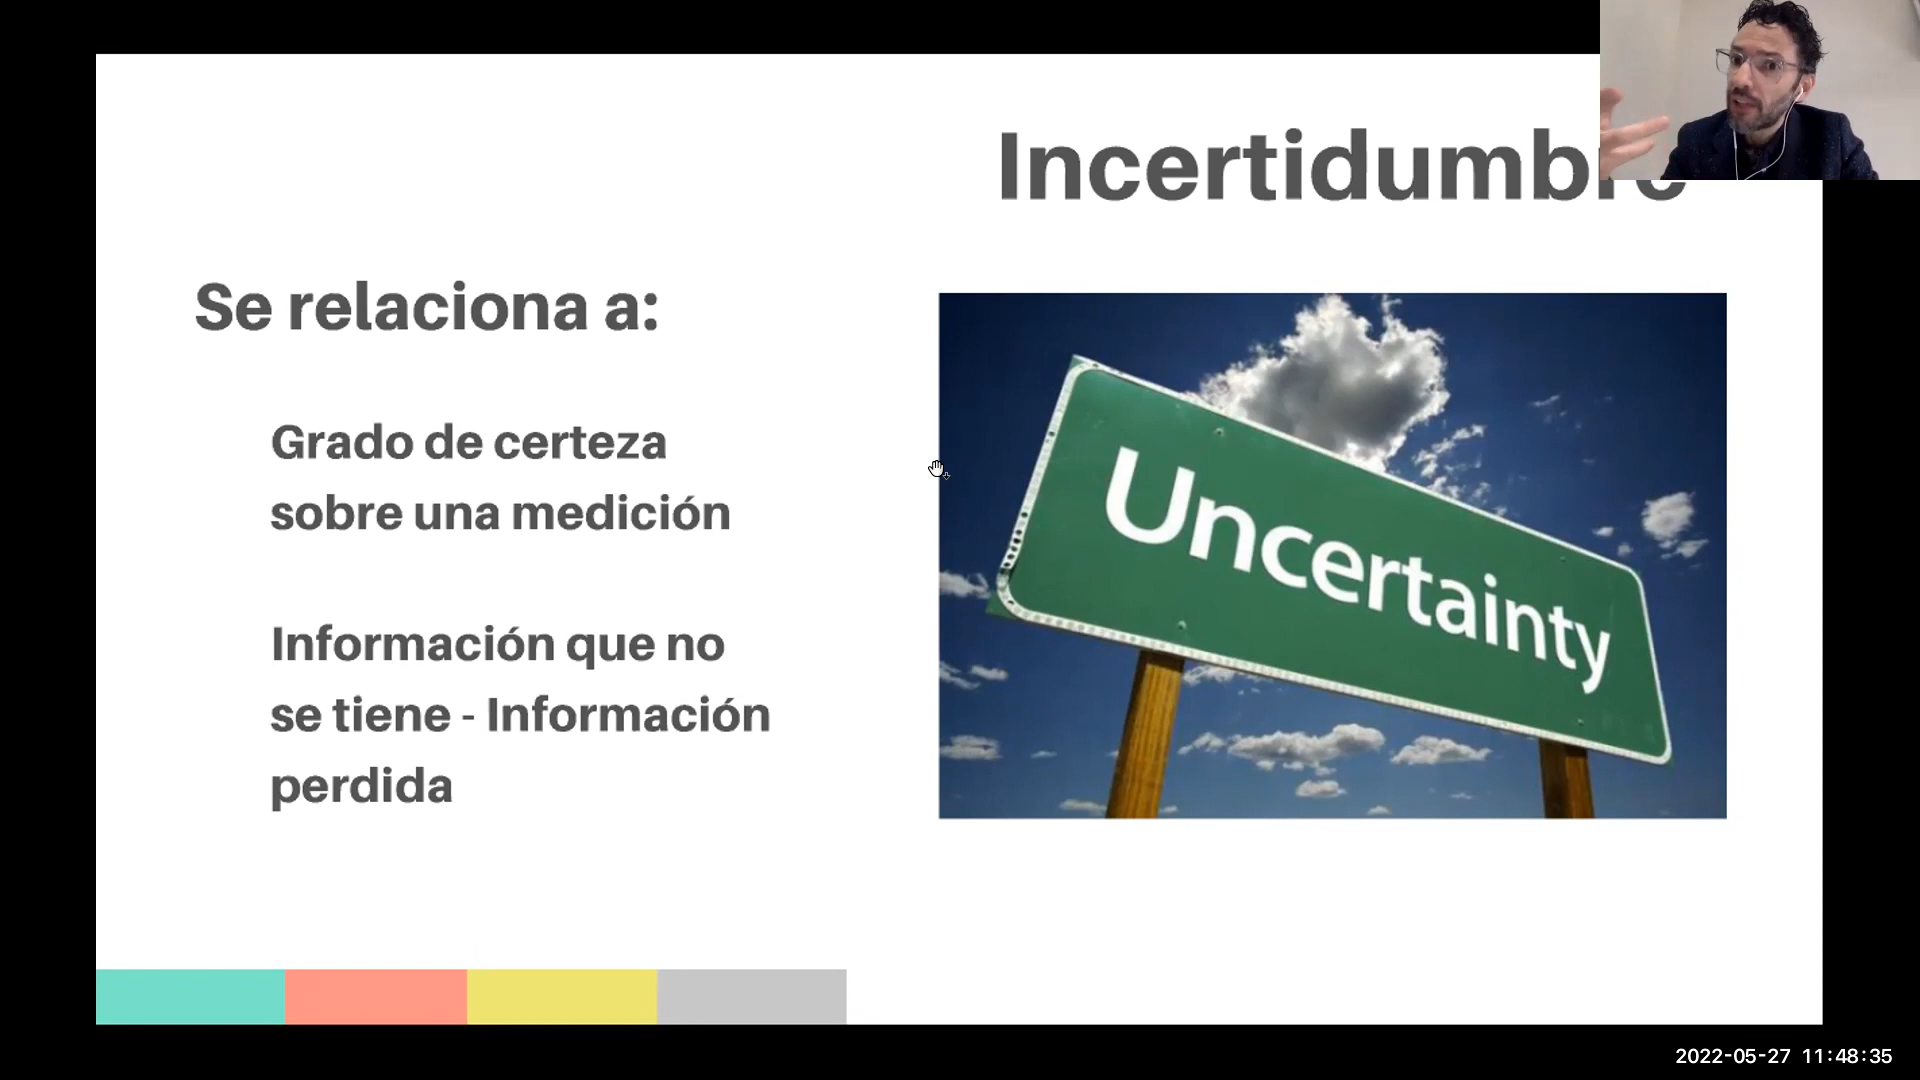 Incertidumbre
Se relaciona a:
Grado de certeza
sobre una medición
Información que no
se tiene - Información
perdida
Uncertainty
2022-05-27 11:48:35